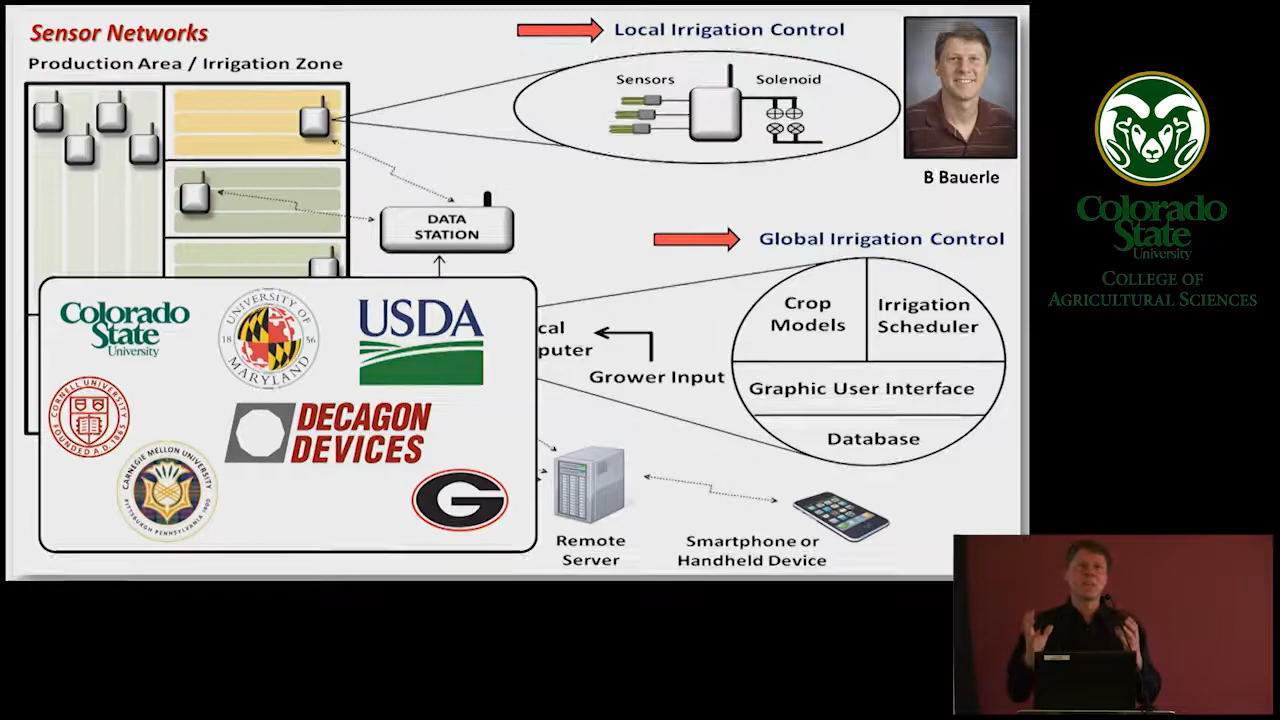 Sensor Networks
Production Area / Irrigation Zone
Local Irrigation Control
Sensors
Solenoid
B Bauerle
DATA
STATION
Global Irrigation Control
Crop
Models
Irrigation
Scheduler
Graphic User Interface
Database
cal
puter
Grower Input
Remote
Server
Smartphone or
Handheld Device
Colorado
State
University
UNIVERSITY OF
18 56
MARYLAND
USDA
CORNELL UNIVERSITY
FOUNDED A.D. 1865
DECAGON
DEVICES
CARNEGIE MELLON UNIVERSITY
PITTSBURGH PENNSYLVANIA 1900
G
Colorado
State
University
COLLEGE OF
AGRICULTURAL SCIENCES